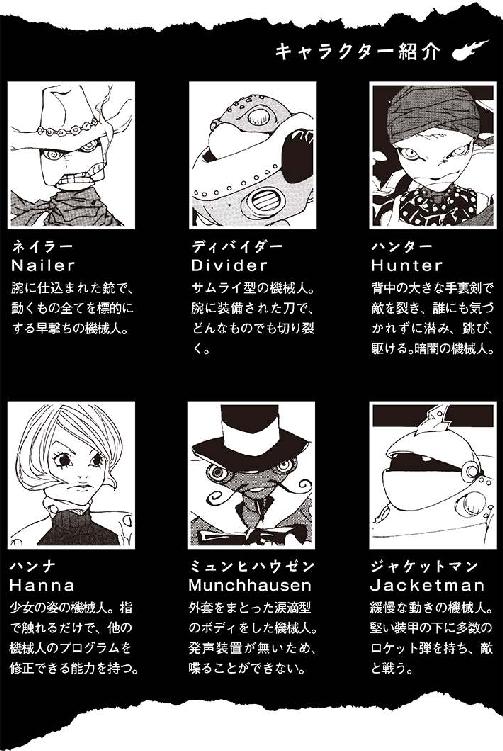 キャラクター紹介
ネイラー
Nailer
腕に仕込まれた銃で、
動くもの全てを標的に
する早撃ちの機械人。
ディバイダー
Divider
サムライ型の機械人。
腕に装備された刀で、
どんなものでも切り裂
く。
ハンター
Hunter
背中の大きな手裏剣で
敵を裂き、誰にも気づ
かれずに潜み、跳び、
駆ける。暗闇の機械人。
ハンナ
Hanna
少女の姿の機械人。指
で触れるだけで、他の
機械人のプログラムを
修正できる能力を持つ。
ミュンヒハウゼン
Munchhausen
外套をまとった涙滴型
のボディをした機械人。
発声装置が無いため、
喋ることができない。
ジャケットマン
Jacketman
緩慢な動きの機械人。
堅い装甲の下に多数の
ロケット弾を持ち、敵
と戦う。